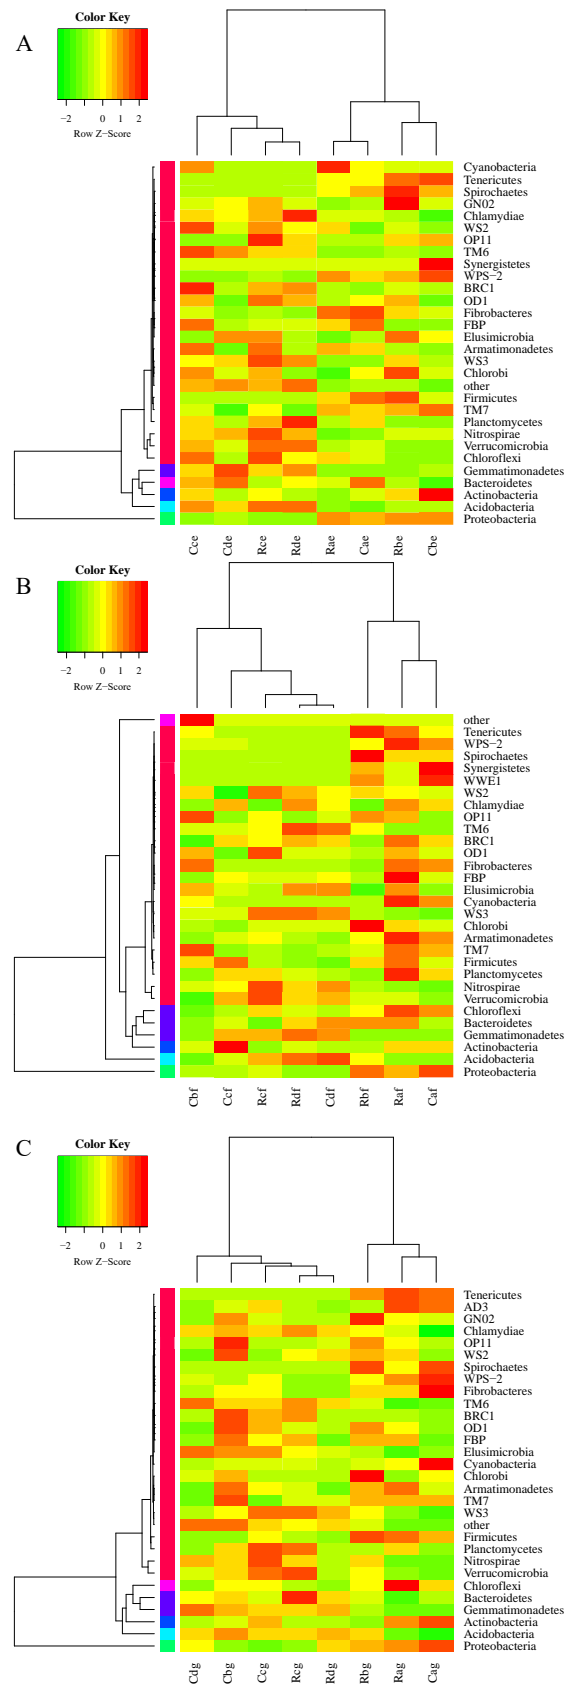 Color Key
A
−2 0 1 2
Row Z−Score
Cyanobacteria
Tenericutes
Spirochaetes
GN02
Chlamydiae
WS2
OP11
TM6
Synergistetes
WPS−2
BRC1
OD1
Fibrobacteres
FBP
Elusimicrobia
Armatimonadetes
WS3
Chlorobi
other
Firmicutes
TM7
Planctomycetes
Nitrospirae
Verrucomicrobia
Chloroflexi
Gemmatimonadetes
Bacteroidetes
Actinobacteria
Acidobacteria
Proteobacteria
Cce Cde Rce Rde Rae Cae Rbe Cbe
Color Key
B
−2 0 1 2
Row Z−Score
other
Tenericutes
WPS−2
Spirochaetes
Synergistetes
WWE1
WS2
Chlamydiae
OP11
TM6
BRC1
OD1
Fibrobacteres
FBP
Elusimicrobia
Cyanobacteria
WS3
Chlorobi
Armatimonadetes
TM7
Firmicutes
Planctomycetes
Nitrospirae
Verrucomicrobia
Chloroflexi
Bacteroidetes
Gemmatimonadetes
Actinobacteria
Acidobacteria
Proteobacteria
Cbf Ccf Rcf Rdf Cdf Rbf Raf Caf
C
Color Key
−2 0 1 2
Row Z−Score
Tenericutes
AD3
GN02
Chlamydiae
OP11
WS2
Spirochaetes
WPS−2
Fibrobacteres
TM6
BRC1
OD1
FBP
Elusimicrobia
Cyanobacteria
Chlorobi
Armatimonadetes
TM7
WS3
other
Firmicutes
Planctomycetes
Nitrospirae
Verrucomicrobia
Chloroflexi
Bacteroidetes
Gemmatimonadetes
Actinobacteria
Acidobacteria
Proteobacteria
Cdg Cbg Ccg Rcg Rdg Rbg Rag Cag